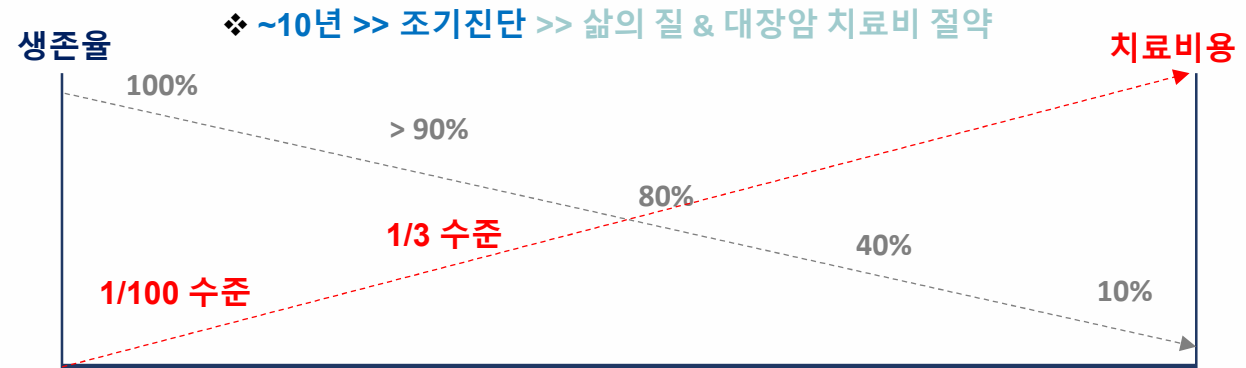 ❖ ~10년 >> 조기진단 >> 삶의 질 & 대장암 치료비 절약
생존율
치료비용
100%
> 90%
80%
1/3 수준
40%
1/100 수준
10%